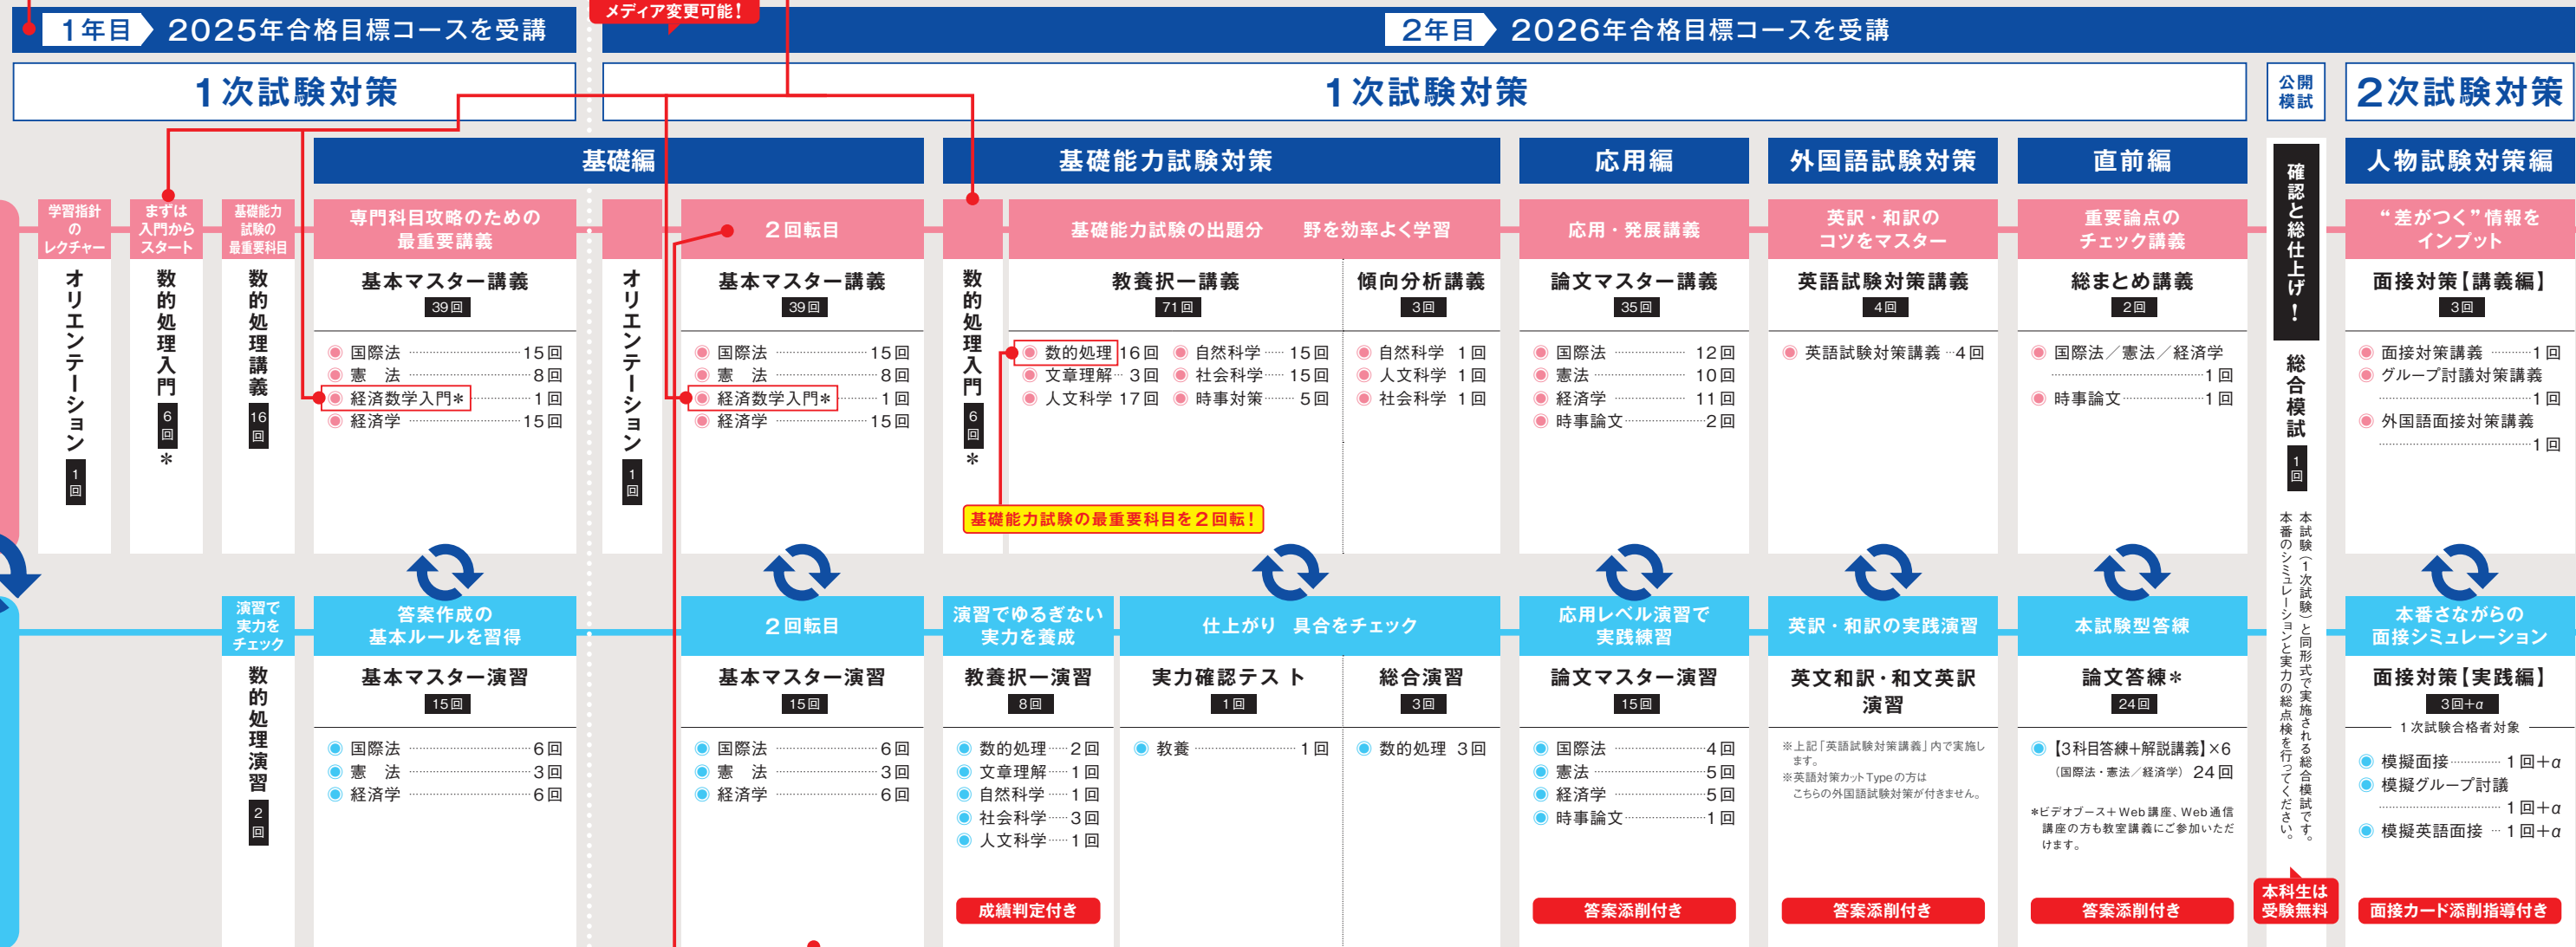 メディア変更可能！
1年目 2025年合格目標コースを受講
2年目 2026年合格目標コースを受講
1次試験対策
1次試験対策
公開
模試
2次試験対策
基礎編
基礎能力試験対策
応用編
外国語試験対策
直前編
確認と総仕上げ！
人物試験対策編
学習指針
の
レクチャー
オリエンテーション 1回
まずは
入門から
スタート
数的処理入門 6回＊
基礎能力
試験の
最重要科目
数的処理講義 16回
専門科目攻略のための
最重要講義
基本マスター講義
39回
国際法 15回
憲　法 8回
経済数学入門＊ 1回
経済学 15回
オリエンテーション 1回
2回転目
基本マスター講義
39回
国際法 15回
憲　法 8回
経済数学入門＊ 1回
経済学 15回
数的処理入門 6回＊
基礎能力試験の出題分　野を効率よく学習
教養択一講義
71回
数的処理 16回
文章理解 3回
人文科学 17回
自然科学 15回
社会科学 15回
時事対策 5回
傾向分析講義
3回
自然科学 1回
人文科学 1回
社会科学 1回
基礎能力試験の最重要科目を2回転！
応用・発展講義
論文マスター講義
35回
国際法 12回
憲法 10回
経済学 11回
時事論文 2回
英訳・和訳の
コツをマスター
英語試験対策講義
4回
英語試験対策講義 4回
重要論点の
チェック講義
総まとめ講義
2回
国際法／憲法／経済学
1回
時事論文 1回
総合模試 1回
本試験（1次試験）と同形式で実施される総合模試です。
本番のシミュレーションと実力の総点検を行ってください。
本科生は
受験無料
“差がつく”情報を
インプット
面接対策【講義編】
3回
面接対策講義 1回
グループ討議対策講義
1回
外国語面接対策講義
1回
演習で
実力を
チェック
数的処理演習 2回
答案作成の
基本ルールを習得
基本マスター演習
15回
国際法 6回
憲　法 3回
経済学 6回
2回転目
基本マスター演習
15回
国際法 6回
憲　法 3回
経済学 6回
演習でゆるぎない
実力を養成
教養択一演習
8回
数的処理 2回
文章理解 1回
自然科学 1回
社会科学 3回
人文科学 1回
成績判定付き
仕上がり　具合をチェック
実力確認テスト
1回
教養 1回
総合演習
3回
数的処理 3回
応用レベル演習で
実践練習
論文マスター演習
15回
国際法 4回
憲法 5回
経済学 5回
時事論文 1回
答案添削付き
英訳・和訳の実践演習
英文和訳・和文英訳
演習
※上記「英語試験対策講義」内で実施し
ます。
※英語対策カットTypeの方は
こちらの外国語試験対策が付きません。
答案添削付き
本試験型答練
論文答練＊
24回
【3科目答練＋解説講義】×6
（国際法・憲法／経済学） 24回
＊ビデオブース＋Web講座、Web通信
講座の方も教室講義にご参加いただ
けます。
答案添削付き
本番さながらの
面接シミュレーション
面接対策【実践編】
3回＋α
1次試験合格者対象
模擬面接 1回＋α
模擬グループ討議
1回＋α
模擬英語面接 1回＋α
面接カード添削指導付き